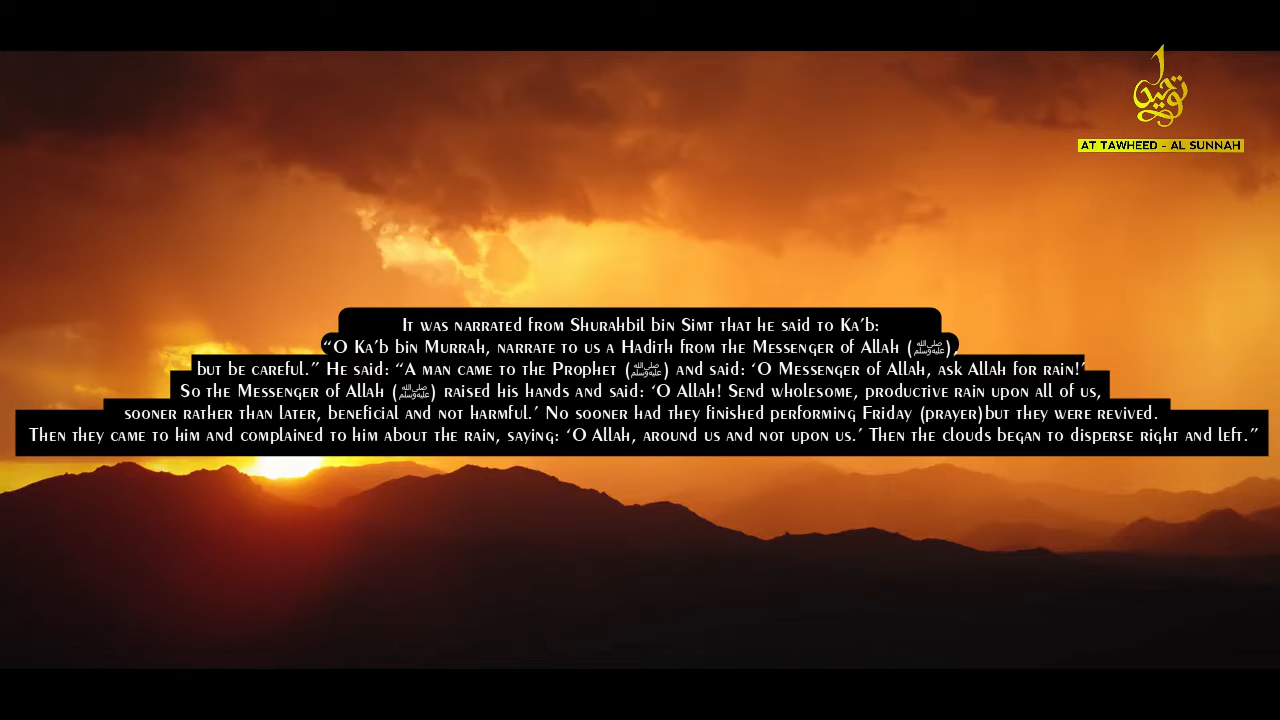 توحيد
AT TAWHEED - AL SUNNAH
It was narrated from Shurahbil bin Simt that he said to Ka'b:
“O Ka'b bin Murrah, narrate to us a Hadith from the Messenger of Allah (ﷺ),
but be careful.” He said: “A man came to the Prophet (ﷺ) and said: ‘O Messenger of Allah, ask Allah for rain!’
So the Messenger of Allah (ﷺ) raised his hands and said: ‘O Allah! Send wholesome, productive rain upon all of us,
sooner rather than later, beneficial and not harmful.’ No sooner had they finished performing Friday (prayer)but they were revived.
Then they came to him and complained to him about the rain, saying: ‘O Allah, around us and not upon us.’ Then the clouds began to disperse right and left.”